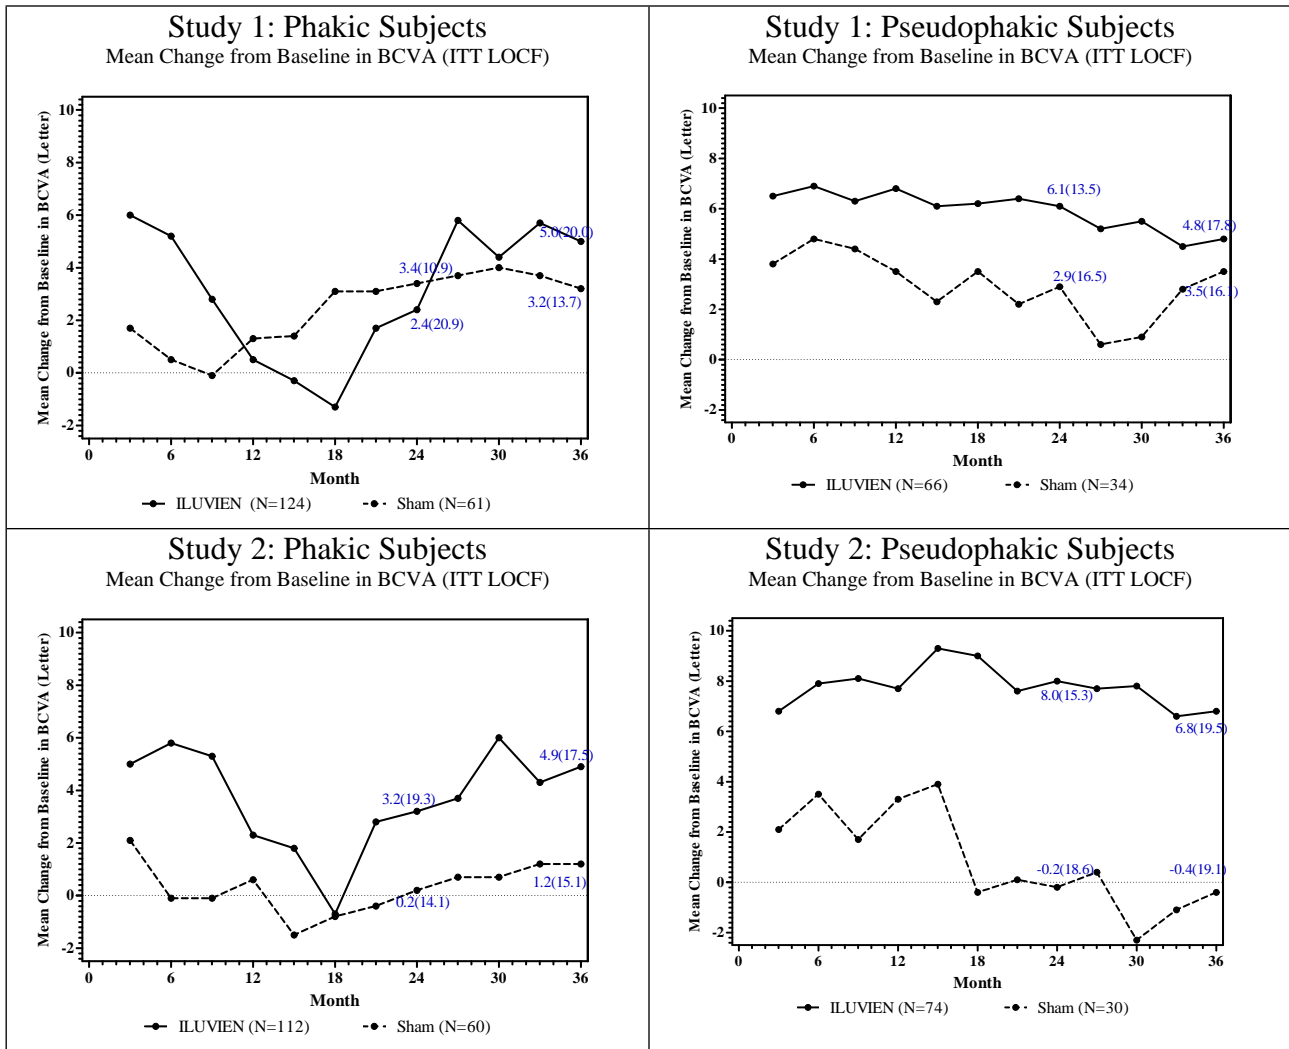 Study 1: Phakic Subjects
Mean Change from Baseline in BCVA (ITT LOCF)
Mean Change from Baseline in BCVA (Letter)
10
8
6
4
2
0
-2
5.0(20.0)
3.4(10.9)
3.2(13.7)
2.4(20.9)
0 6 12 18 24 30 36
Month
ILUVIEN (N=124) Sham (N=61)
Study 1: Pseudophakic Subjects
Mean Change from Baseline in BCVA (ITT LOCF)
Mean Change from Baseline in BCVA (Letter)
10
8
6
4
2
0
-2
6.1(13.5)
4.8(17.8)
2.9(16.5)
3.5(16.1)
0 6 12 18 24 30 36
Month
ILUVIEN (N=66) Sham (N=34)
Study 2: Phakic Subjects
Mean Change from Baseline in BCVA (ITT LOCF)
Mean Change from Baseline in BCVA (Letter)
10
8
6
4
2
0
-2
4.9(17.5)
3.2(19.3)
1.2(15.1)
0.2(14.1)
0 6 12 18 24 30 36
Month
ILUVIEN (N=112) Sham (N=60)
Study 2: Pseudophakic Subjects
Mean Change from Baseline in BCVA (ITT LOCF)
Mean Change from Baseline in BCVA (Letter)
10
8
6
4
2
0
-2
8.0(15.3)
6.8(19.5)
-0.2(18.6)
-0.4(19.1)
0 6 12 18 24 30 36
Month
ILUVIEN (N=74) Sham (N=30)